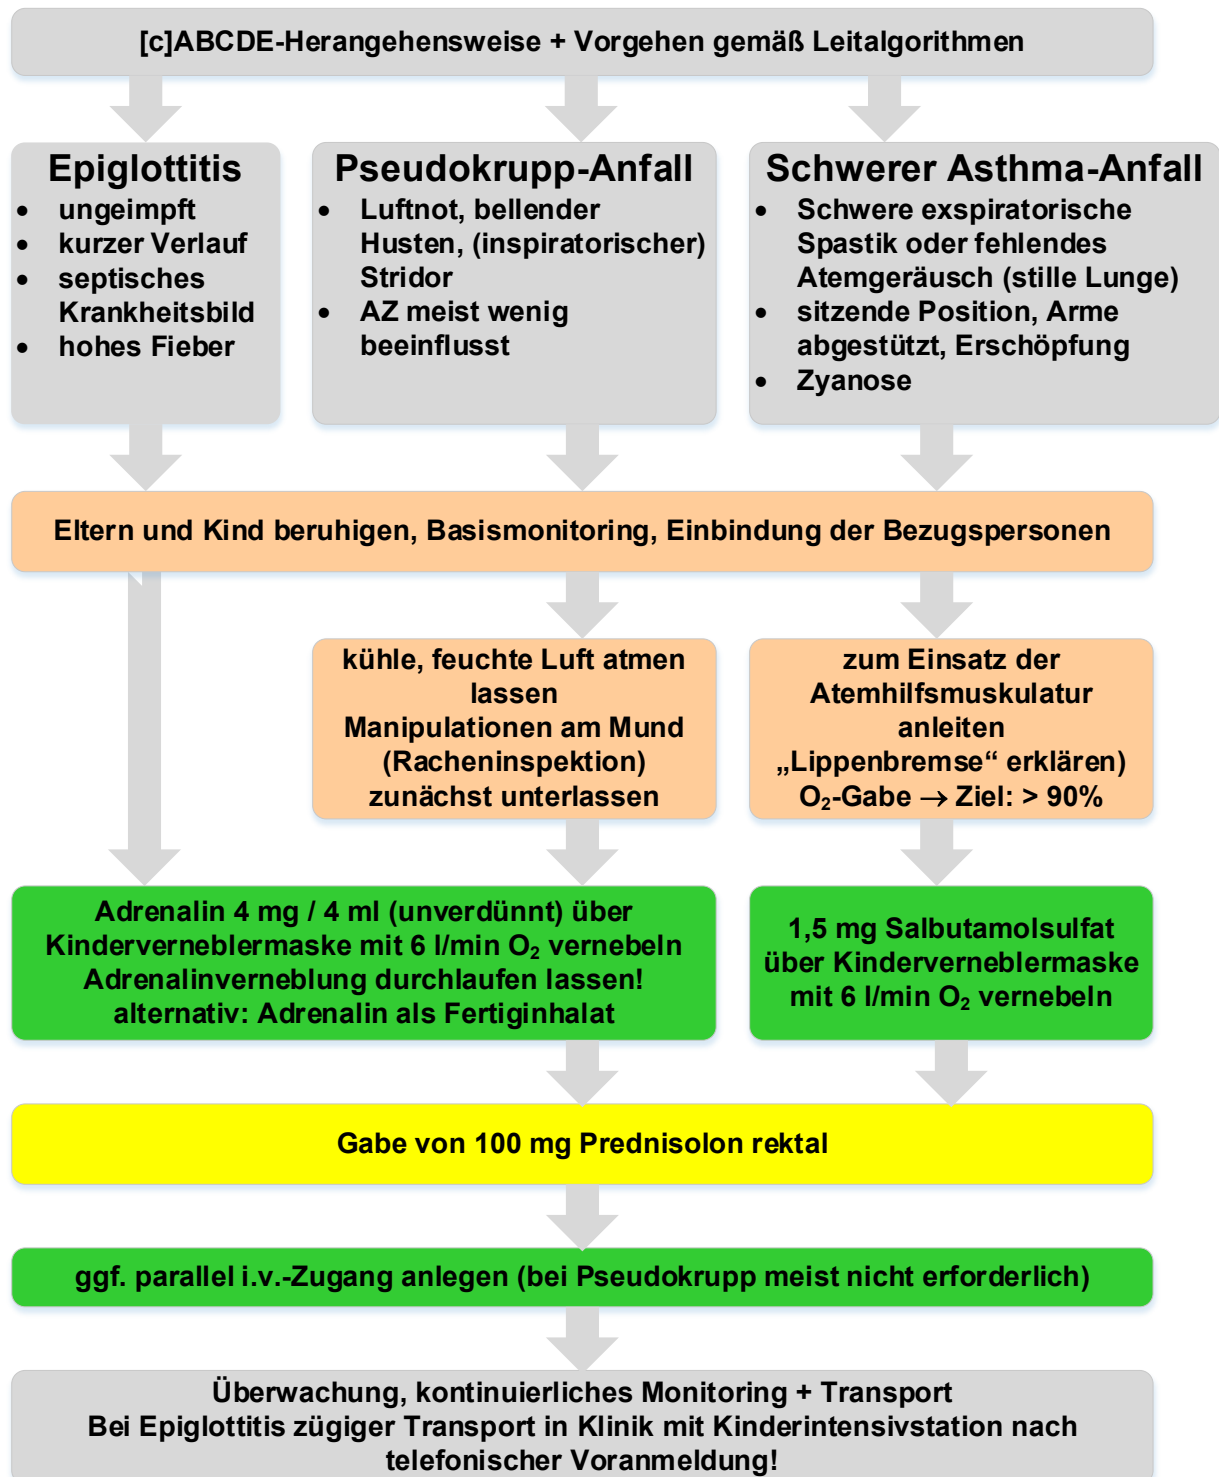 [c]ABCDE-Herangehensweise + Vorgehen gemäß Leitalgorithmen
Epiglottitis
• ungeimpft
• kurzer Verlauf
• septisches
Krankheitsbild
• hohes Fieber
Pseudokrupp-Anfall
• Luftnot, bellender
Husten, (inspiratorischer)
Stridor
• AZ meist wenig
beeinflusst
Schwerer Asthma-Anfall
• Schwere exspiratorische
Spastik oder fehlendes
Atemgeräusch (stille Lunge)
• sitzende Position, Arme
abgestützt, Erschöpfung
• Zyanose
Eltern und Kind beruhigen, Basismonitoring, Einbindung der Bezugspersonen
kühle, feuchte Luft atmen
lassen
Manipulationen am Mund
(Racheninspektion)
zunächst unterlassen
zum Einsatz der
Atemhilfsmuskulatur
anleiten
„Lippenbremse“ erklären)
O₂-Gabe → Ziel: > 90%
Adrenalin 4 mg / 4 ml (unverdünnt) über
Kinderverneblermaske mit 6 l/min O₂ vernebeln
Adrenalinverneblung durchlaufen lassen!
alternativ: Adrenalin als Fertiginhalat
1,5 mg Salbutamolsulfat
über Kinderverneblermaske
mit 6 l/min O₂ vernebeln
Gabe von 100 mg Prednisolon rektal
ggf. parallel i.v.-Zugang anlegen (bei Pseudokrupp meist nicht erforderlich)
Überwachung, kontinuierliches Monitoring + Transport
Bei Epiglottitis zügiger Transport in Klinik mit Kinderintensivstation nach
telefonischer Voranmeldung!